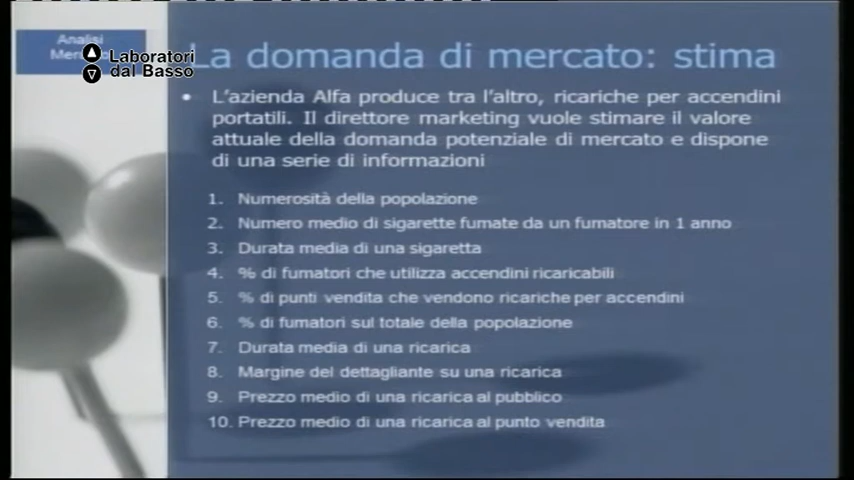 Analisi
Mercato
Laboratori
dal Basso
La domanda di mercato: stima
• L'azienda Alfa produce tra l'altro, ricariche per accendini
portatili. Il direttore marketing vuole stimare il valore
attuale della domanda potenziale di mercato e dispone
di una serie di informazioni
1. Numerosità della popolazione
2. Numero medio di sigarette fumate da un fumatore in 1 anno
3. Durata media di una sigaretta
4. % di fumatori che utilizza accendini ricaricabili
5. % di punti vendita che vendono ricariche per accendini
6. % di fumatori sul totale della popolazione
7. Durata media di una ricarica
8. Margine del dettagliante su una ricarica
9. Prezzo medio di una ricarica al pubblico
10. Prezzo medio di una ricarica al punto vendita